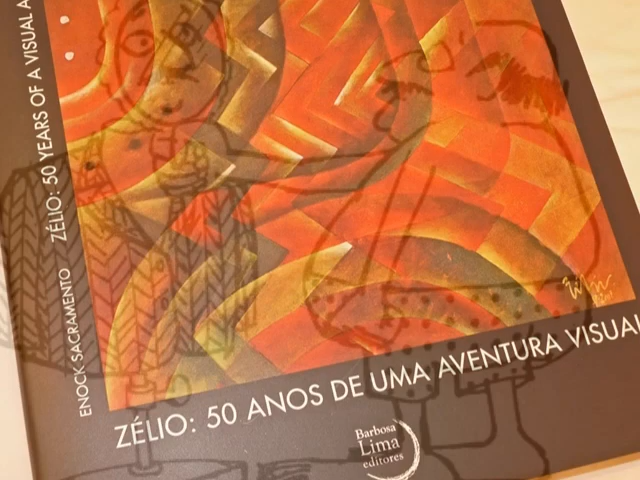 ENOCK SACRAMENTO
ZÉLIO: 50 YEARS OF A VISUAL A
ZÉLIO: 50 ANOS DE UMA AVENTURA VISUAL
Barbosa
Lima
editores